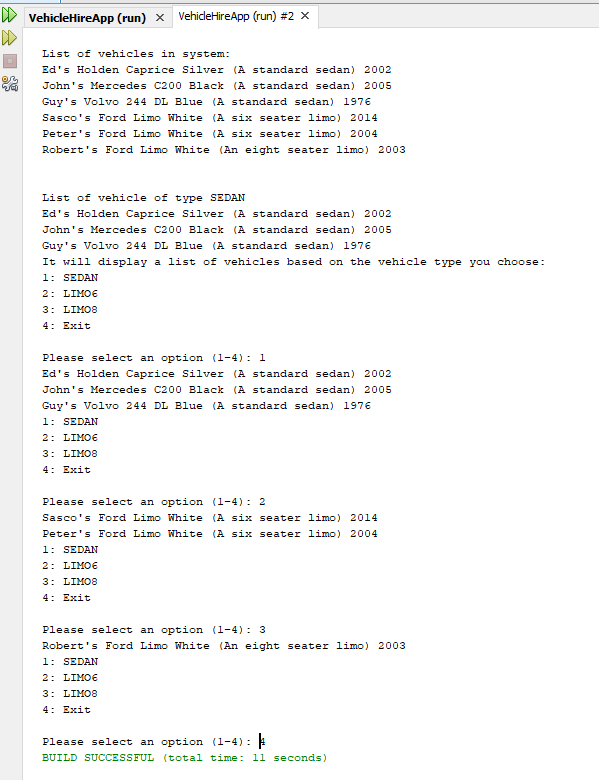 VehicleHireApp (run) × VehicleHireApp (run) #2 ×
List of vehicles in system:
Ed's Holden Caprice Silver (A standard sedan) 2002
John's Mercedes C200 Black (A standard sedan) 2005
Guy's Volvo 244 DL Blue (A standard sedan) 1976
Sasco's Ford Limo White (A six seater limo) 2014
Peter's Ford Limo White (A six seater limo) 2004
Robert's Ford Limo White (An eight seater limo) 2003
List of vehicle of type SEDAN
Ed's Holden Caprice Silver (A standard sedan) 2002
John's Mercedes C200 Black (A standard sedan) 2005
Guy's Volvo 244 DL Blue (A standard sedan) 1976
It will display a list of vehicles based on the vehicle type you choose:
1: SEDAN
2: LIMO6
3: LIMO8
4: Exit
Please select an option (1-4): 1
Ed's Holden Caprice Silver (A standard sedan) 2002
John's Mercedes C200 Black (A standard sedan) 2005
Guy's Volvo 244 DL Blue (A standard sedan) 1976
1: SEDAN
2: LIMO6
3: LIMO8
4: Exit
Please select an option (1-4): 2
Sasco's Ford Limo White (A six seater limo) 2014
Peter's Ford Limo White (A six seater limo) 2004
1: SEDAN
2: LIMO6
3: LIMO8
4: Exit
Please select an option (1-4): 3
Robert's Ford Limo White (An eight seater limo) 2003
1: SEDAN
2: LIMO6
3: LIMO8
4: Exit
Please select an option (1-4): 4
BUILD SUCCESSFUL (total time: 11 seconds)